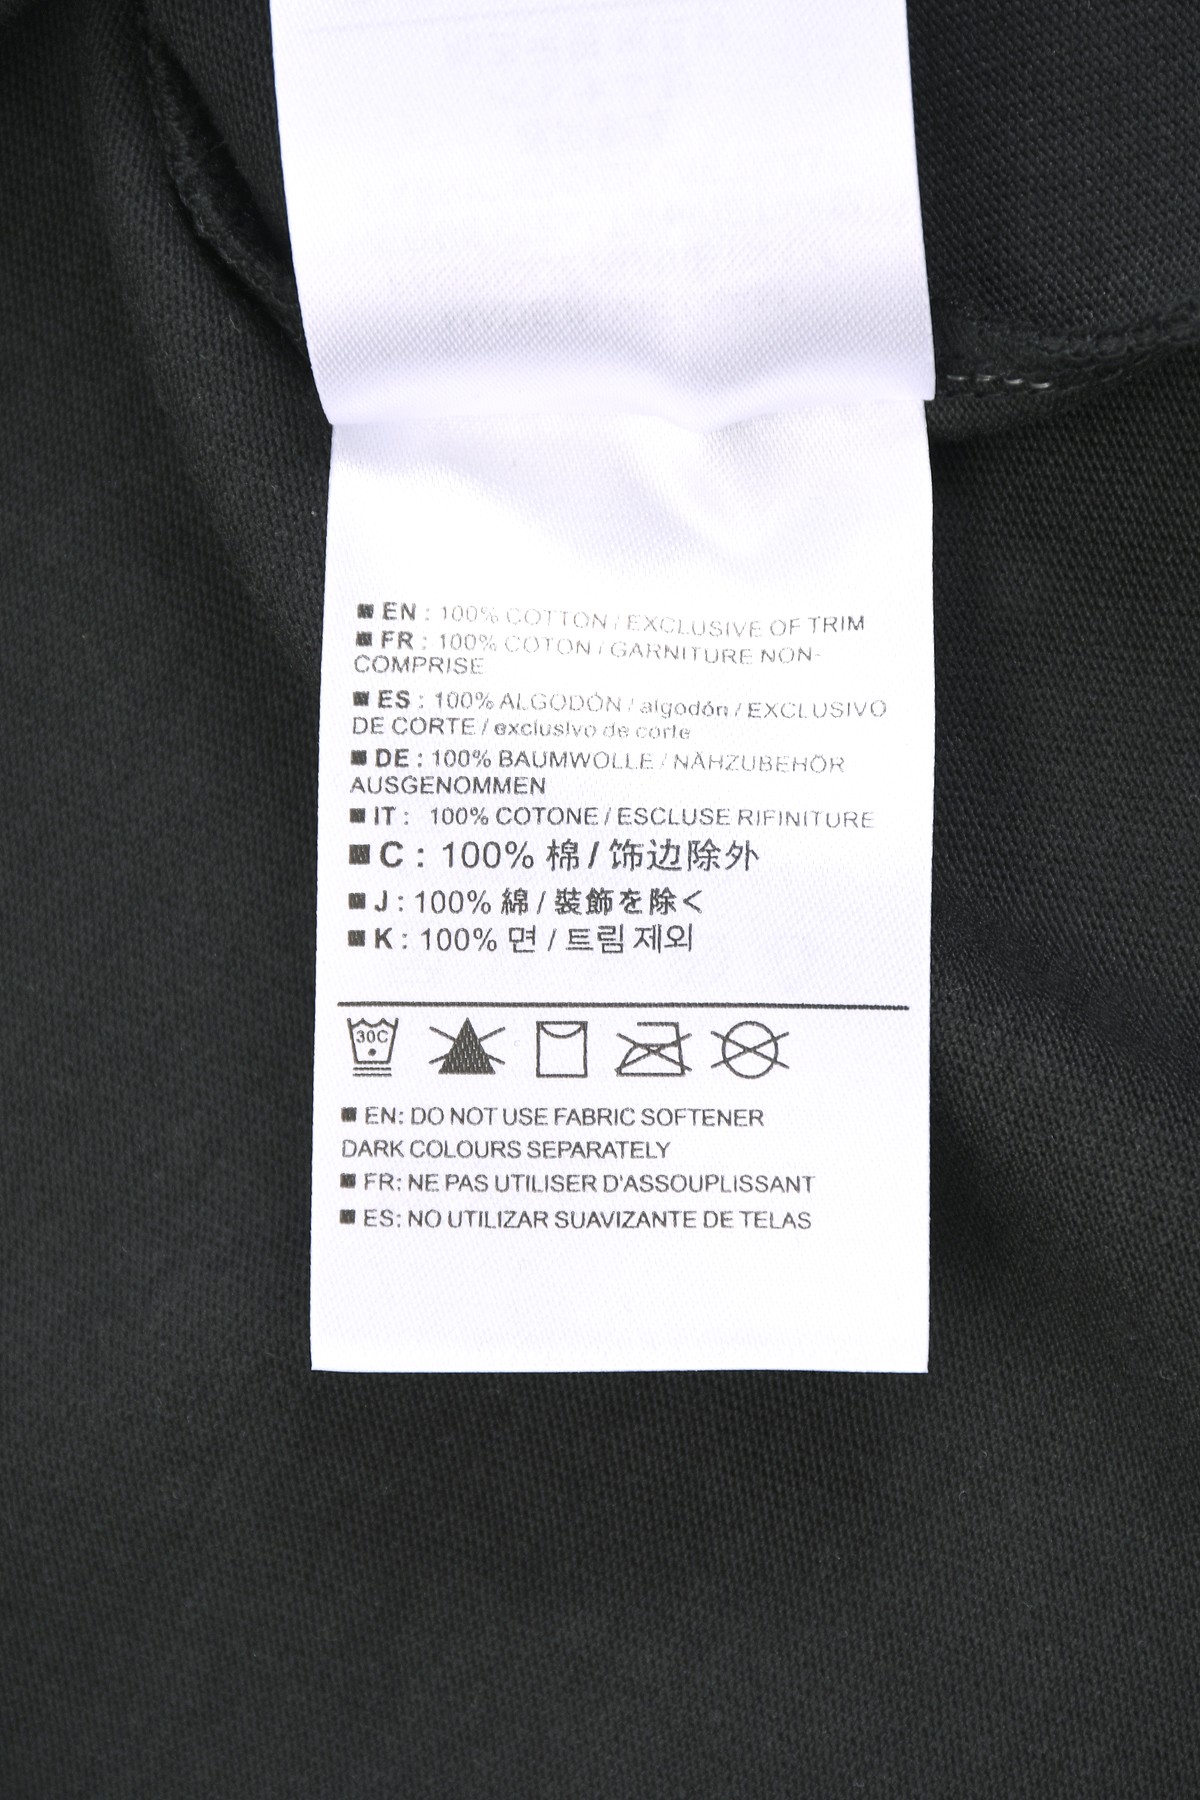 ■ EN : 100% COTTON / EXCLUSIVE OF TRIM
■ FR : 100% COTON / GARNITURE NON-
COMPRISE
■ ES : 100% ALGODÓN / algodón / EXCLUSIVO
DE CORTE / exclusivo de corte
■ DE : 100% BAUMWOLLE / NÄHZUBEHÖR
AUSGENOMMEN
■ IT : 100% COTONE / ESCLUSE RIFINITURE
■ C : 100% 棉 / 饰边除外
■ J : 100% 綿 / 裝飾を除く
■ K : 100% 면 / 트림 제외
30C
■ EN: DO NOT USE FABRIC SOFTENER
DARK COLOURS SEPARATELY
■ FR: NE PAS UTILISER D'ASSOUPLISSANT
■ ES: NO UTILIZAR SUAVIZANTE DE TELAS